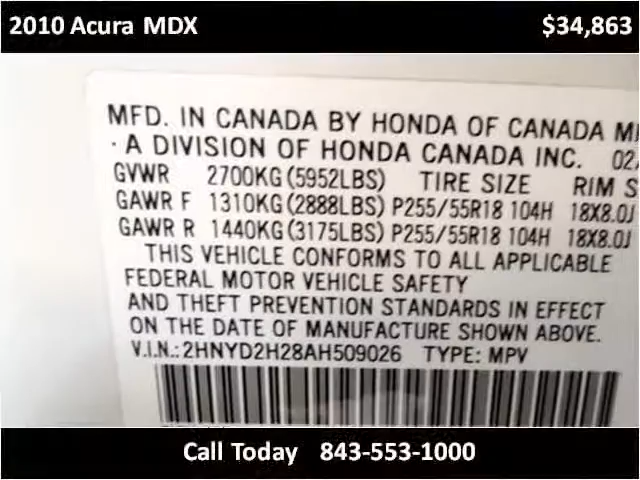 2010 Acura MDX $34,863
MFD. IN CANADA BY HONDA OF CANADA
· A DIVISION OF HONDA CANADA INC. 02
GVWR 2700KG(5952LBS) TIRE SIZE RIM S
GAWR F 1310KG(2888LBS) P255/55R18 104H 18X8.0J
GAWR R 1440KG(3175LBS) P255/55R18 104H 18X8.0J
THIS VEHICLE CONFORMS TO ALL APPLICABLE
FEDERAL MOTOR VEHICLE SAFETY
AND THEFT PREVENTION STANDARDS IN EFFECT
ON THE DATE OF MANUFACTURE SHOWN ABOVE.
V.I.N.:2HNYD2H28AH509026 TYPE: MPV
Call Today 843-553-1000